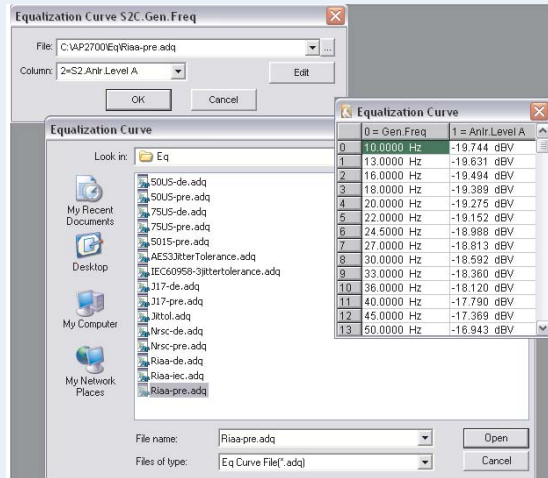 Equalization Curve S2C.Gen.Freq
File: C:\AP2700\Eq\Riaa-pre.adq ...
Column: 2=S2.Anlr.Level A Edit
OK Cancel
Equalization Curve
Look in: Eq
My Recent Documents
Desktop
My Computer
My Network Places
50US-de.adq
50US-pre.adq
75US-de.adq
75US-pre.adq
5015-pre.adq
AES3JitterTolerance.adq
IEC60958-3jittertolerance.adq
J17-de.adq
J17-pre.adq
Jittol.adq
Nrsc-de.adq
Nrsc-pre.adq
Riaa-de.adq
Riaa-iec.adq
Riaa-pre.adq
File name: Riaa-pre.adq Open
Files of type: Eq Curve File(*.adq) Cancel
Equalization Curve
0 = Gen.Freq 1 = Anlr.Level A
0 10.0000 Hz -19.744 dBV
1 13.0000 Hz -19.631 dBV
2 16.0000 Hz -19.494 dBV
3 18.0000 Hz -19.389 dBV
4 20.0000 Hz -19.275 dBV
5 22.0000 Hz -19.152 dBV
6 24.5000 Hz -18.988 dBV
7 27.0000 Hz -18.813 dBV
8 30.0000 Hz -18.592 dBV
9 33.0000 Hz -18.360 dBV
10 36.0000 Hz -18.120 dBV
11 40.0000 Hz -17.790 dBV
12 45.0000 Hz -17.369 dBV
13 50.0000 Hz -16.943 dBV